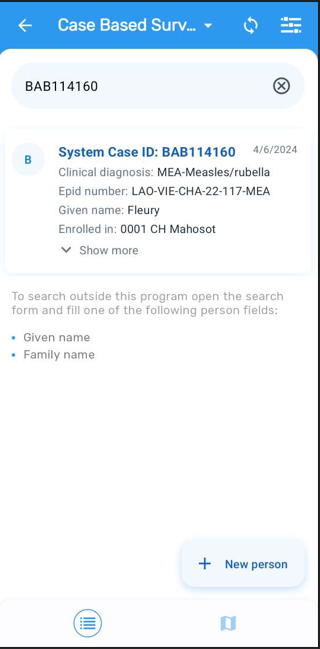 Case Based Surv...
BAB114160
B
System Case ID: BAB114160
4/6/2024
Clinical diagnosis: MEA-Measles/rubella
Epid number: LAO-VIE-CHA-22-117-MEA
Given name: Fleury
Enrolled in: 0001 CH Mahosot
Show more
To search outside this program open the search
form and fill one of the following person fields:
• Given name
• Family name
+ New person